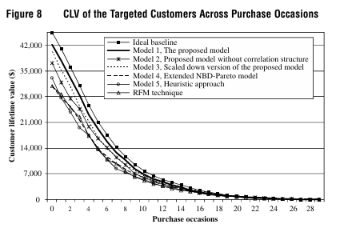 Figure 8 CLV of the Targeted Customers Across Purchase Occasions
Ideal baseline
Model 1, The proposed model
Model 2, Proposed model without correlation structure
Model 3, Scaled down version of the proposed model
Model 4, Extended NBD-Pareto model
Model 5, Heuristic approach
RFM technique
Customer lifetime value ($)
42,000
35,000
28,000
21,000
14,000
7,000
0
0 2 4 6 8 10 12 14 16 18 20 22 24 26 28
Purchase occasions